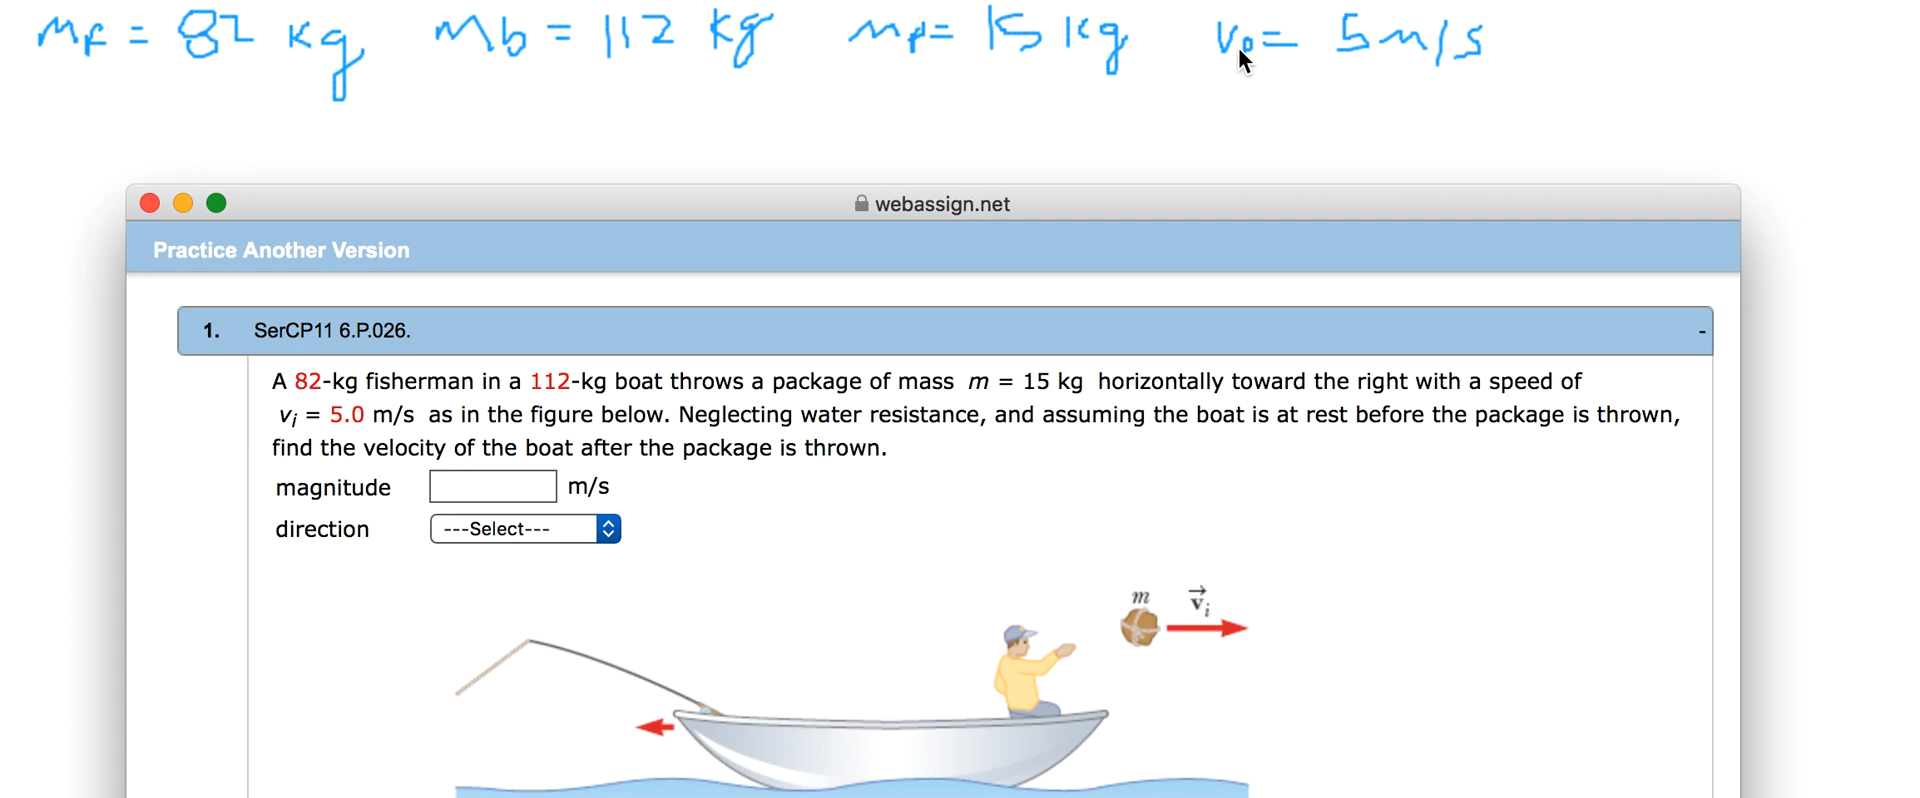 mf = 82 kg mb = 112 kg mp = 15 kg vp = 5 m/s
webassign.net
Practice Another Version
1. SerCP11 6.P.026. -
A 82-kg fisherman in a 112-kg boat throws a package of mass m = 15 kg horizontally toward the right with a speed of
vi = 5.0 m/s as in the figure below. Neglecting water resistance, and assuming the boat is at rest before the package is thrown,
find the velocity of the boat after the package is thrown.
magnitude m/s
direction ---Select---
m v⃗i